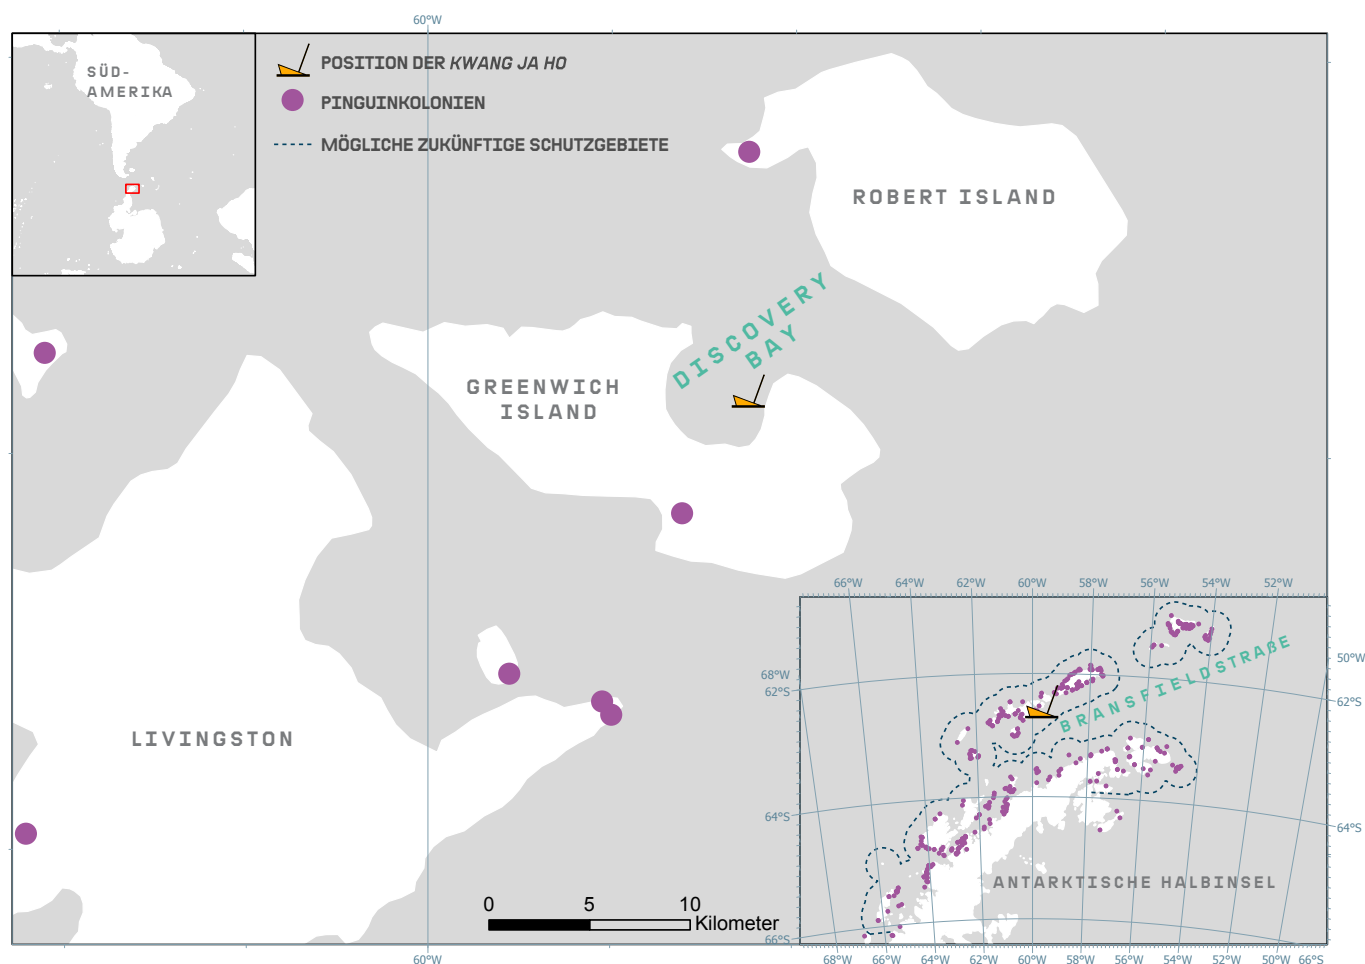 60°W
SÜD-
AMERIKA
POSITION DER KWANG JA HO
PINGUINKOLONIEN
MÖGLICHE ZUKÜNFTIGE SCHUTZGEBIETE
ROBERT ISLAND
DISCOVERY
BAY
GREENWICH
ISLAND
LIVINGSTON
0 5 10
Kilometer
60°W
66°W 64°W 62°W 60°W 58°W 56°W 54°W 52°W
68°W
62°S
64°S
66°S
50°W
62°S
64°S
BRANSFIELDSTRAßE
ANTARKTISCHE HALBINSEL
68°W 66°W 64°W 62°W 60°W 58°W 56°W 54°W 52°W 50°W 66°S